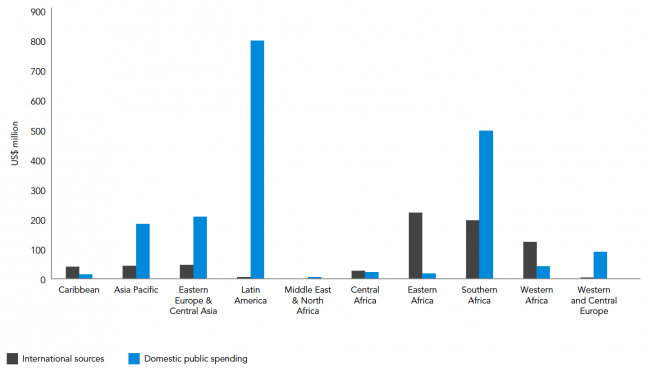 900
800
700
600
500
400
300
200
100
0
US$ million
Caribbean
Asia Pacific
Eastern
Europe &
Central Asia
Latin
America
Middle East
& North
Africa
Central
Africa
Eastern
Africa
Southern
Africa
Western
Africa
Western
and Central
Europe
International sources
Domestic public spending